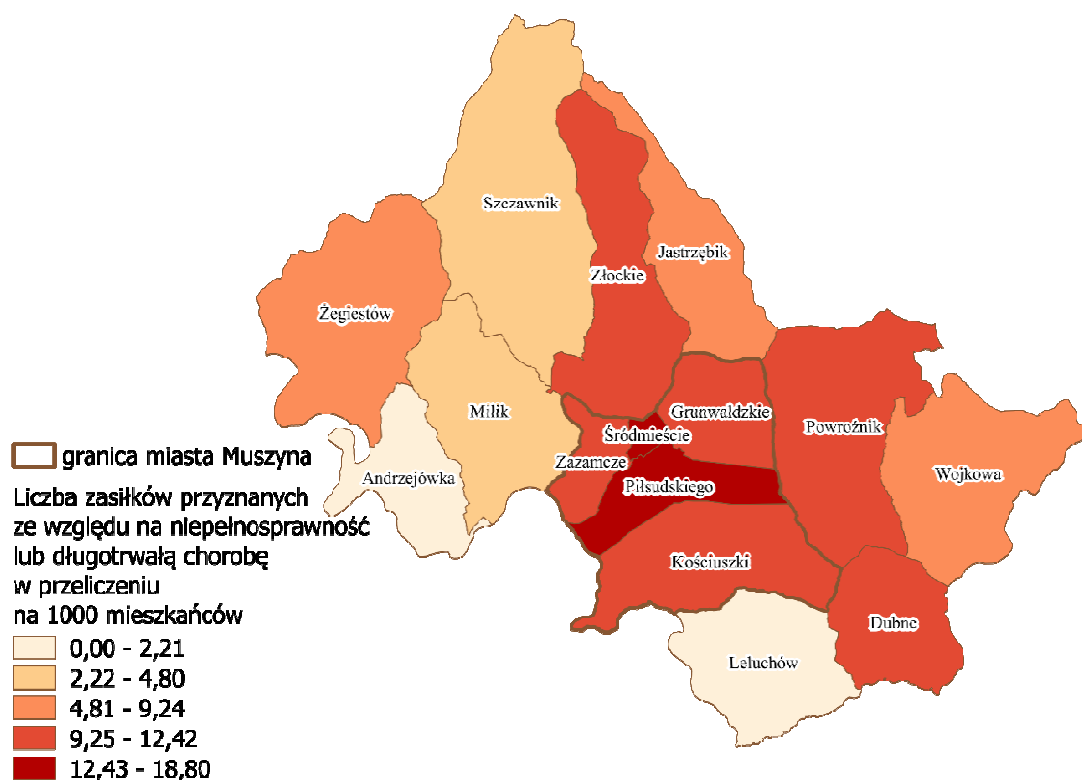 Szczawnik
Jastrzębik
Złockie
Żegiestów
Milik
Grunwaldzkie
Powroźnik
Śródmieście
Zazamcze
Andrzejówka
Wojkowa
Piłsudskiego
Kościuszki
Dubne
Leluchów
granica miasta Muszyna
Liczba zasiłków przyznanych
ze względu na niepełnosprawność
lub długotrwałą chorobę
w przeliczeniu
na 1000 mieszkańców
0,00 - 2,21
2,22 - 4,80
4,81 - 9,24
9,25 - 12,42
12,43 - 18,80